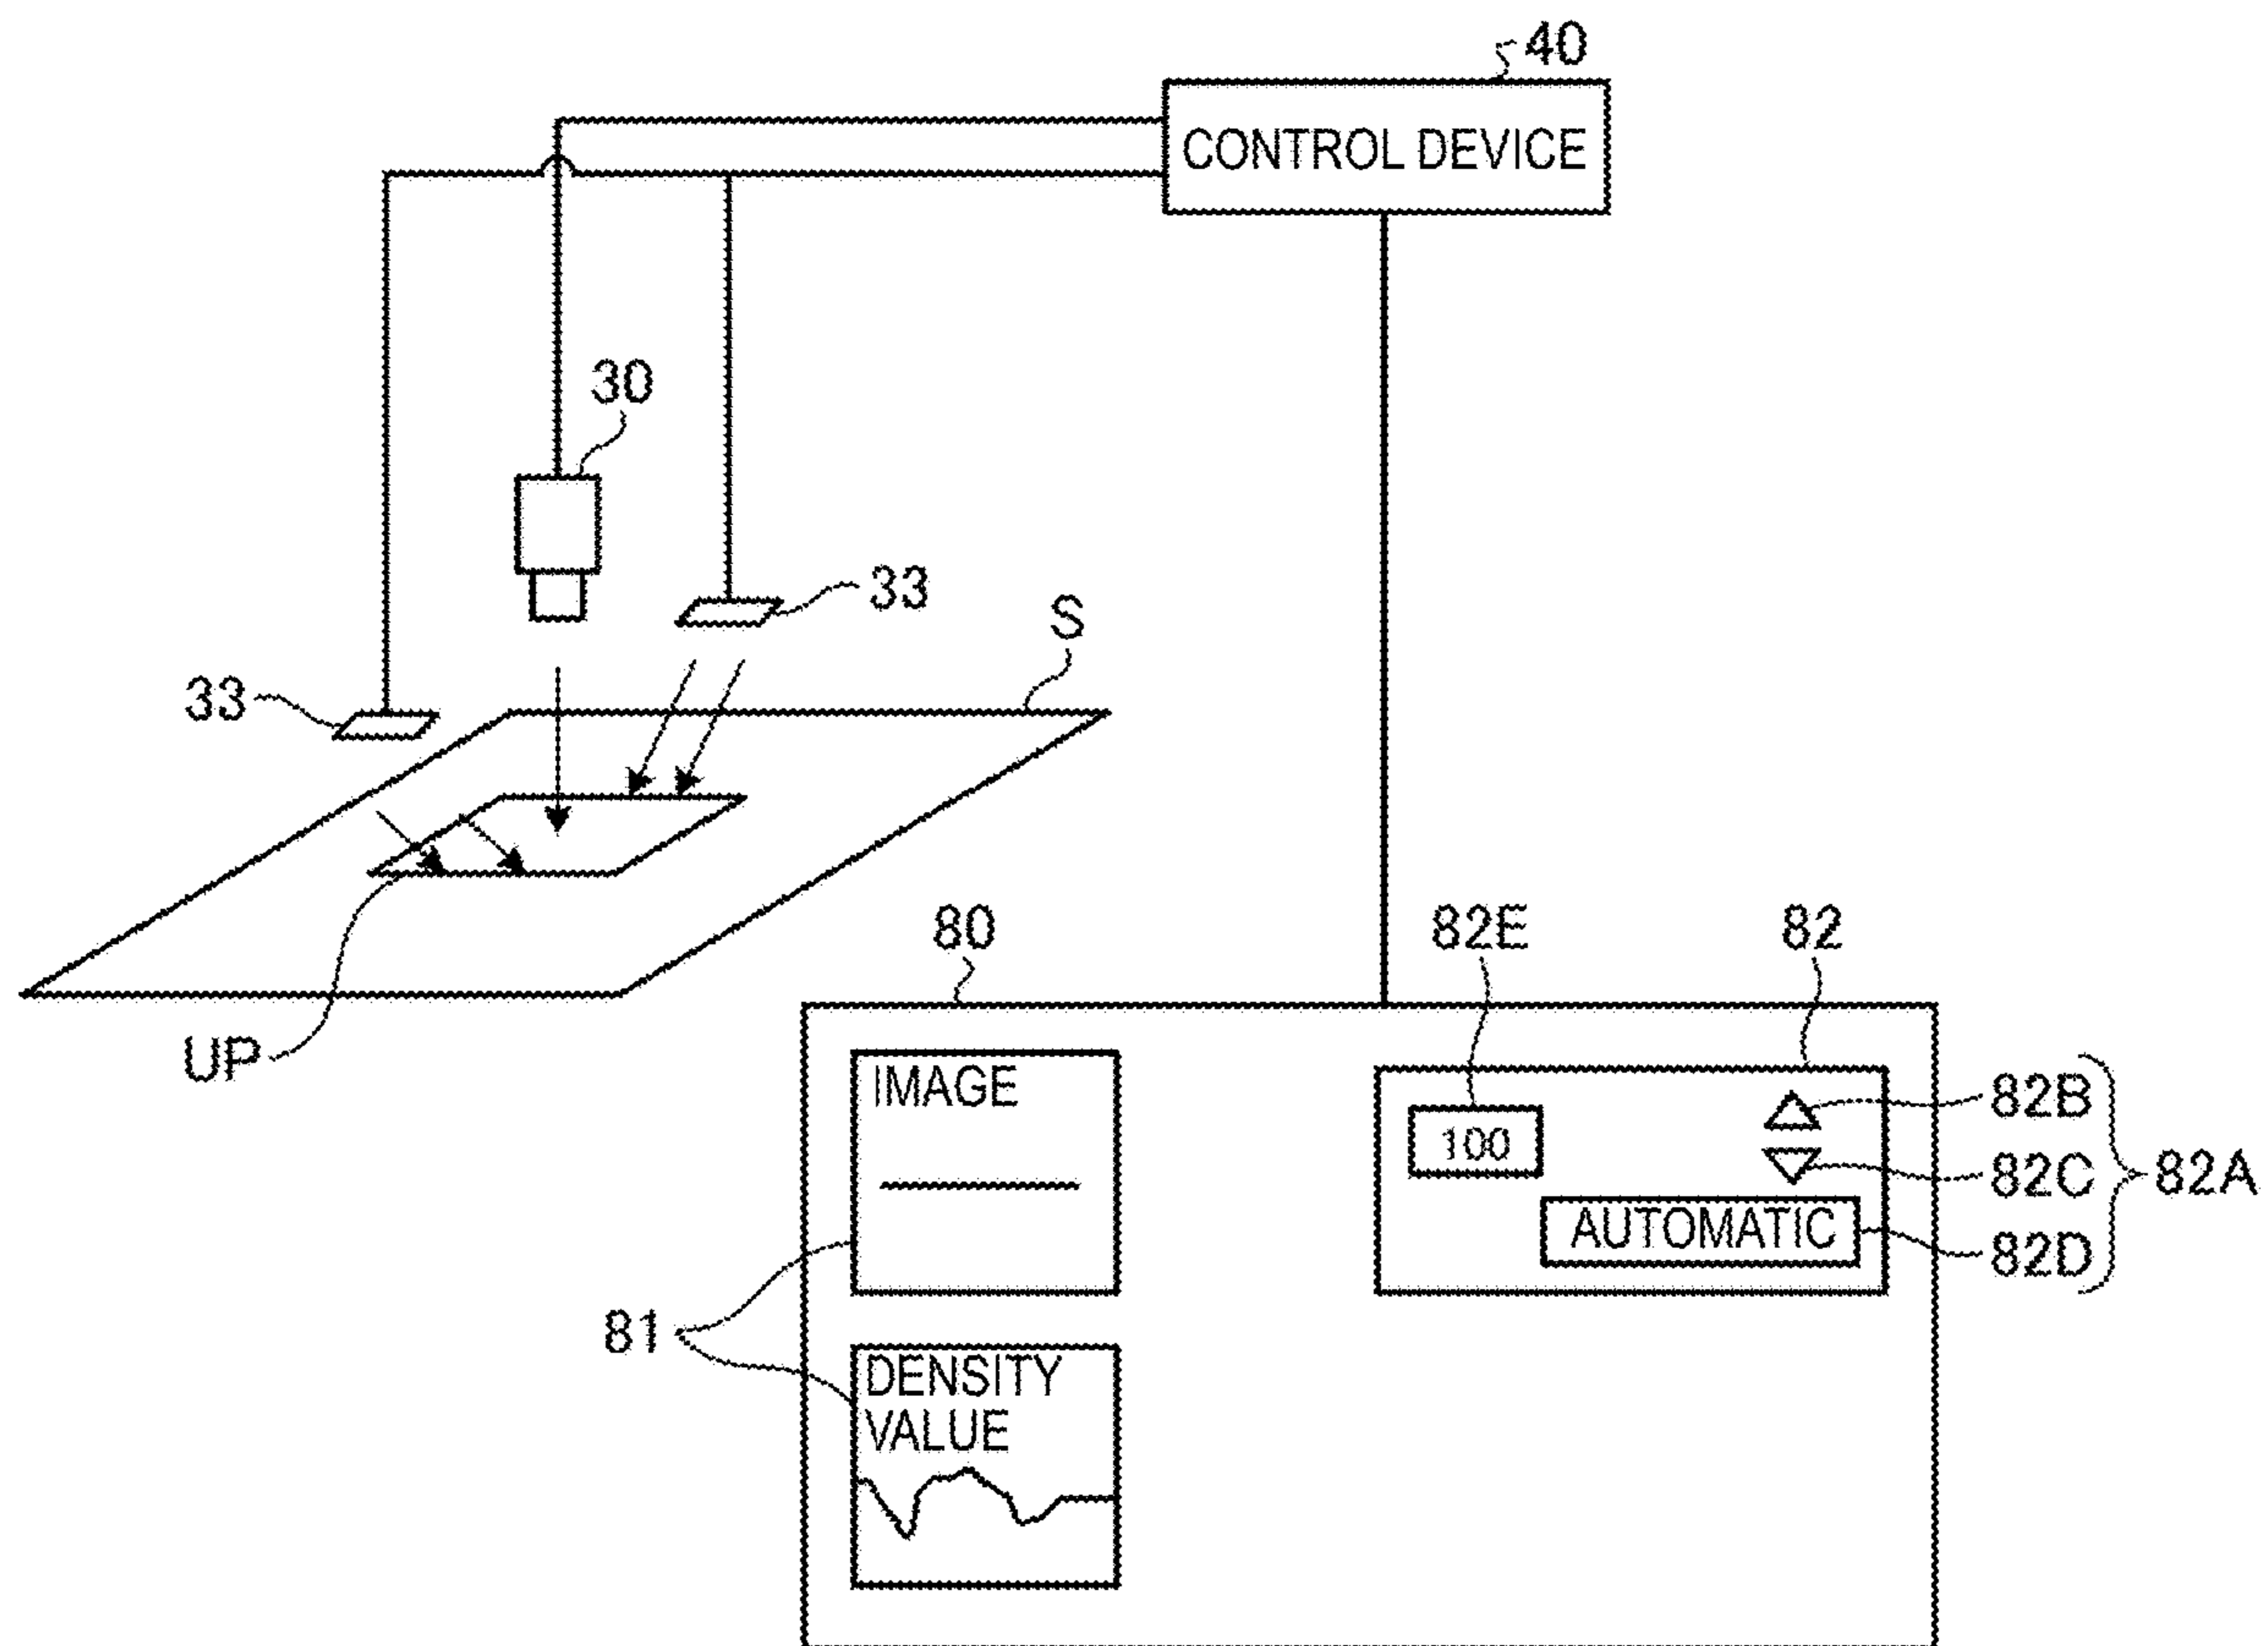 40
CONTROL DEVICE
30
33
S
33
UP
80
82E
82
IMAGE
100
82B
82C
82A
AUTOMATIC
82D
81
DENSITY
VALUE